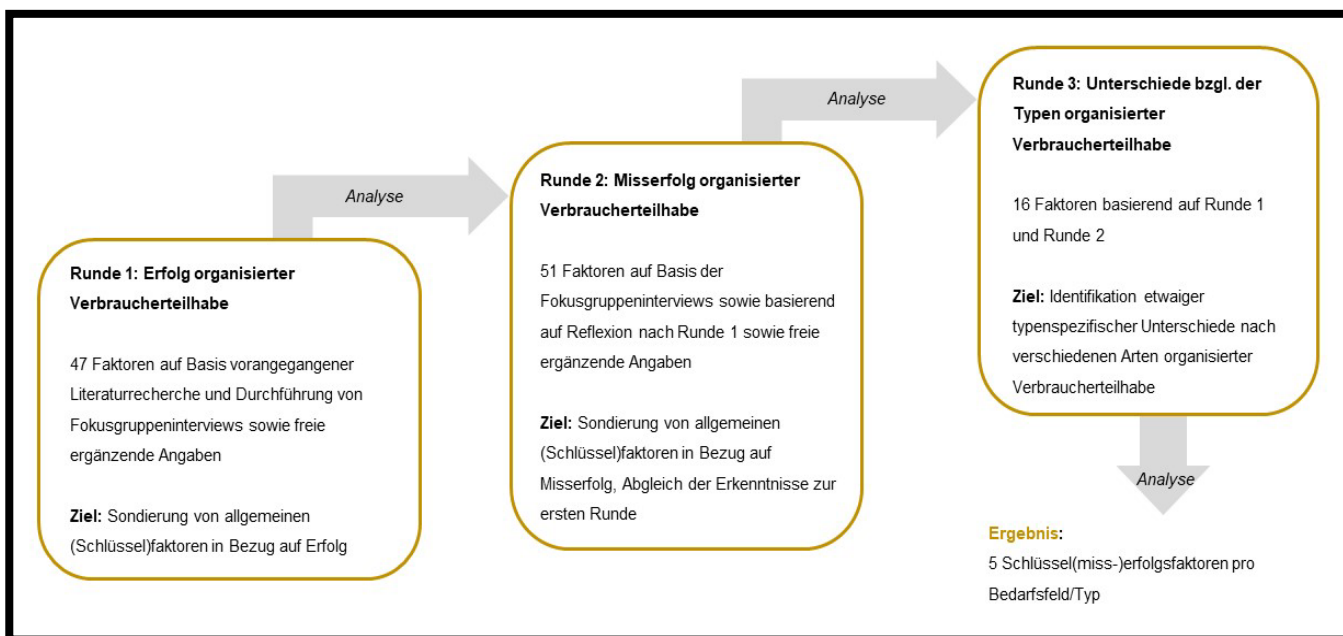 Runde 1: Erfolg organisierter
Verbraucherteilhabe
47 Faktoren auf Basis vorangegangener
Literaturrecherche und Durchführung von
Fokusgruppeninterviews sowie freie
ergänzende Angaben
Ziel: Sondierung von allgemeinen
(Schlüssel)faktoren in Bezug auf Erfolg
Analyse
Runde 2: Misserfolg organisierter
Verbraucherteilhabe
51 Faktoren auf Basis der
Fokusgruppeninterviews sowie basierend
auf Reflexion nach Runde 1 sowie freie
ergänzende Angaben
Ziel: Sondierung von allgemeinen
(Schlüssel)faktoren in Bezug auf
Misserfolg, Abgleich der Erkenntnisse zur
ersten Runde
Analyse
Runde 3: Unterschiede bzgl. der
Typen organisierter
Verbraucherteilhabe
16 Faktoren basierend auf Runde 1
und Runde 2
Ziel: Identifikation etwaiger
typenspezifischer Unterschiede nach
verschiedenen Arten organisierter
Verbraucherteilhabe
Analyse
Ergebnis:
5 Schlüssel(miss-)erfolgsfaktoren pro
Bedarfsfeld/Typ